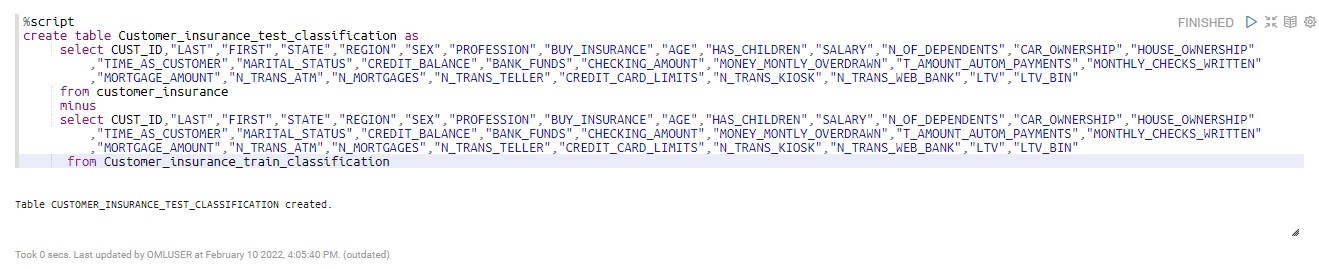 %script
FINISHED
create table Customer_insurance_test_classification as
select CUST_ID,"LAST","FIRST","STATE","REGION","SEX","PROFESSION","BUY_INSURANCE","AGE","HAS_CHILDREN","SALARY","N_OF_DEPENDENTS","CAR_OWNERSHIP","HOUSE_OWNERSHIP"
,"TIME_AS_CUSTOMER","MARITAL_STATUS","CREDIT_BALANCE","BANK_FUNDS","CHECKING_AMOUNT","MONEY_MONTLY_OVERDRAWN","T_AMOUNT_AUTOM_PAYMENTS","MONTHLY_CHECKS_WRITTEN"
,"MORTGAGE_AMOUNT","N_TRANS_ATM","N_MORTGAGES","N_TRANS_TELLER","CREDIT_CARD_LIMITS","N_TRANS_KIOSK","N_TRANS_WEB_BANK","LTV","LTV_BIN"
from customer_insurance
minus
select CUST_ID,"LAST","FIRST","STATE","REGION","SEX","PROFESSION","BUY_INSURANCE","AGE","HAS_CHILDREN","SALARY","N_OF_DEPENDENTS","CAR_OWNERSHIP","HOUSE_OWNERSHIP"
,"TIME_AS_CUSTOMER","MARITAL_STATUS","CREDIT_BALANCE","BANK_FUNDS","CHECKING_AMOUNT","MONEY_MONTLY_OVERDRAWN","T_AMOUNT_AUTOM_PAYMENTS","MONTHLY_CHECKS_WRITTEN"
,"MORTGAGE_AMOUNT","N_TRANS_ATM","N_MORTGAGES","N_TRANS_TELLER","CREDIT_CARD_LIMITS","N_TRANS_KIOSK","N_TRANS_WEB_BANK","LTV","LTV_BIN"
from Customer_insurance_train_classification
Table CUSTOMER_INSURANCE_TEST_CLASSIFICATION created.
Took 0 secs. Last updated by OMLUSER at February 10 2022, 4:05:40 PM. (outdated)